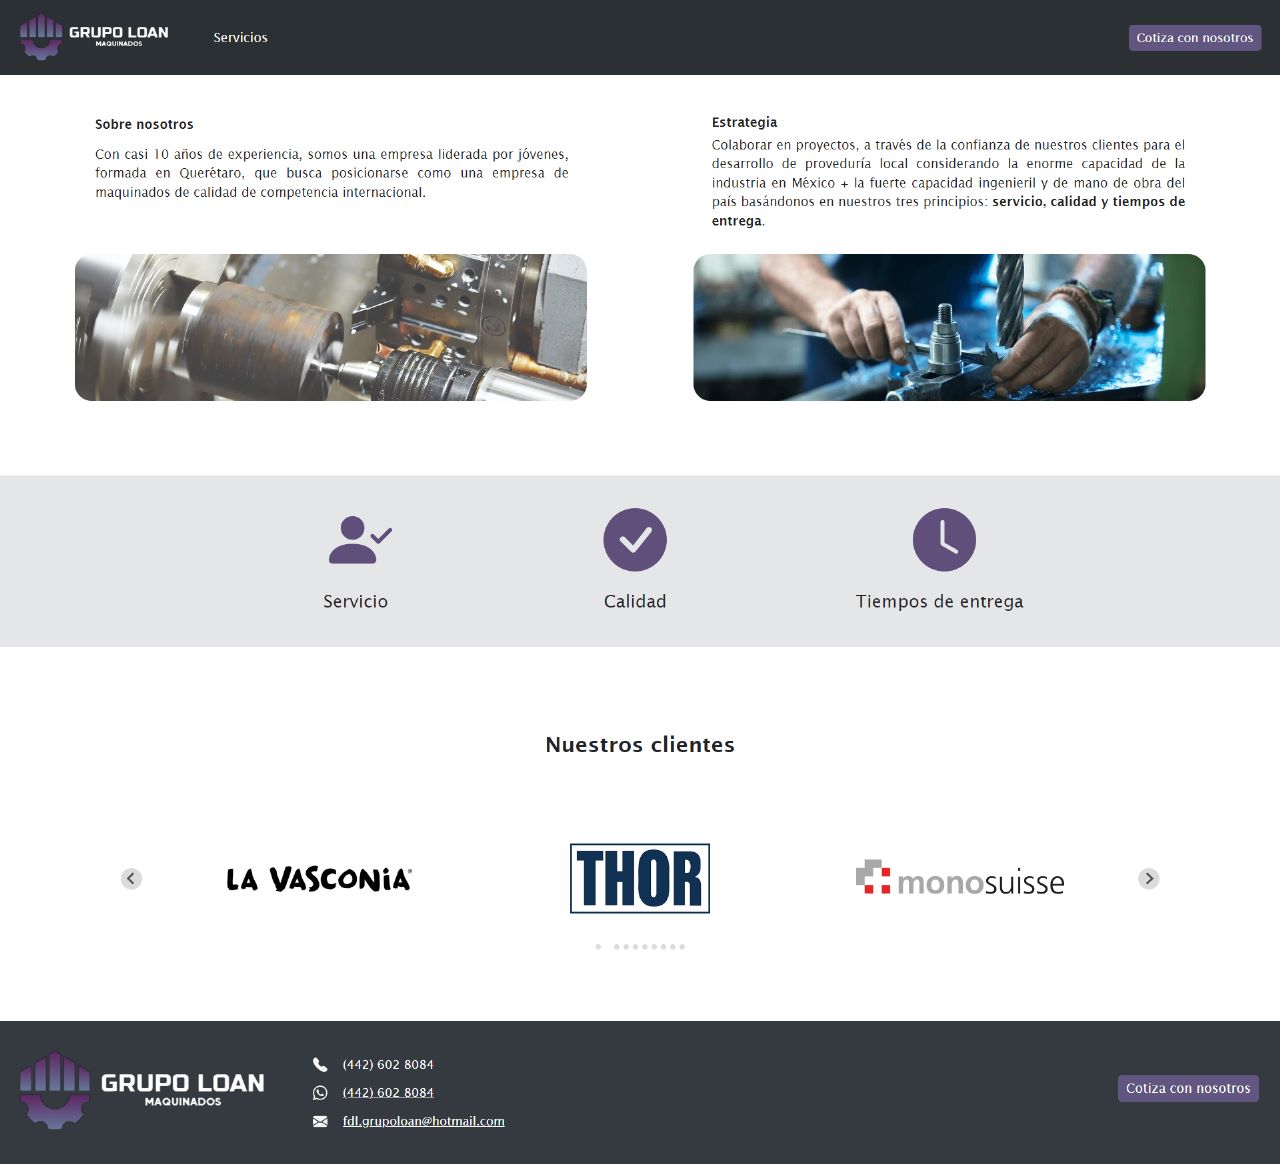 GRUPO LOAN
MAQUINADOS
Servicios
Cotiza con nosotros
Sobre nosotros
Con casi 10 años de experiencia, somos una empresa liderada por jóvenes,
formada en Querétaro, que busca posicionarse como una empresa de
maquinados de calidad de competencia internacional.
Estrategia
Colaborar en proyectos, a través de la confianza de nuestros clientes para el
desarrollo de proveduría local considerando la enorme capacidad de la
industria en México + la fuerte capacidad ingenieril y de mano de obra del
país basándonos en nuestros tres principios: servicio, calidad y tiempos de
entrega.
Servicio
Calidad
Tiempos de entrega
Nuestros clientes
LA VASCONiA
THOR
monosuisse
GRUPO LOAN
MAQUINADOS
(442) 602 8084
(442) 602 8084
fdl.grupoloan@hotmail.com
Cotiza con nosotros